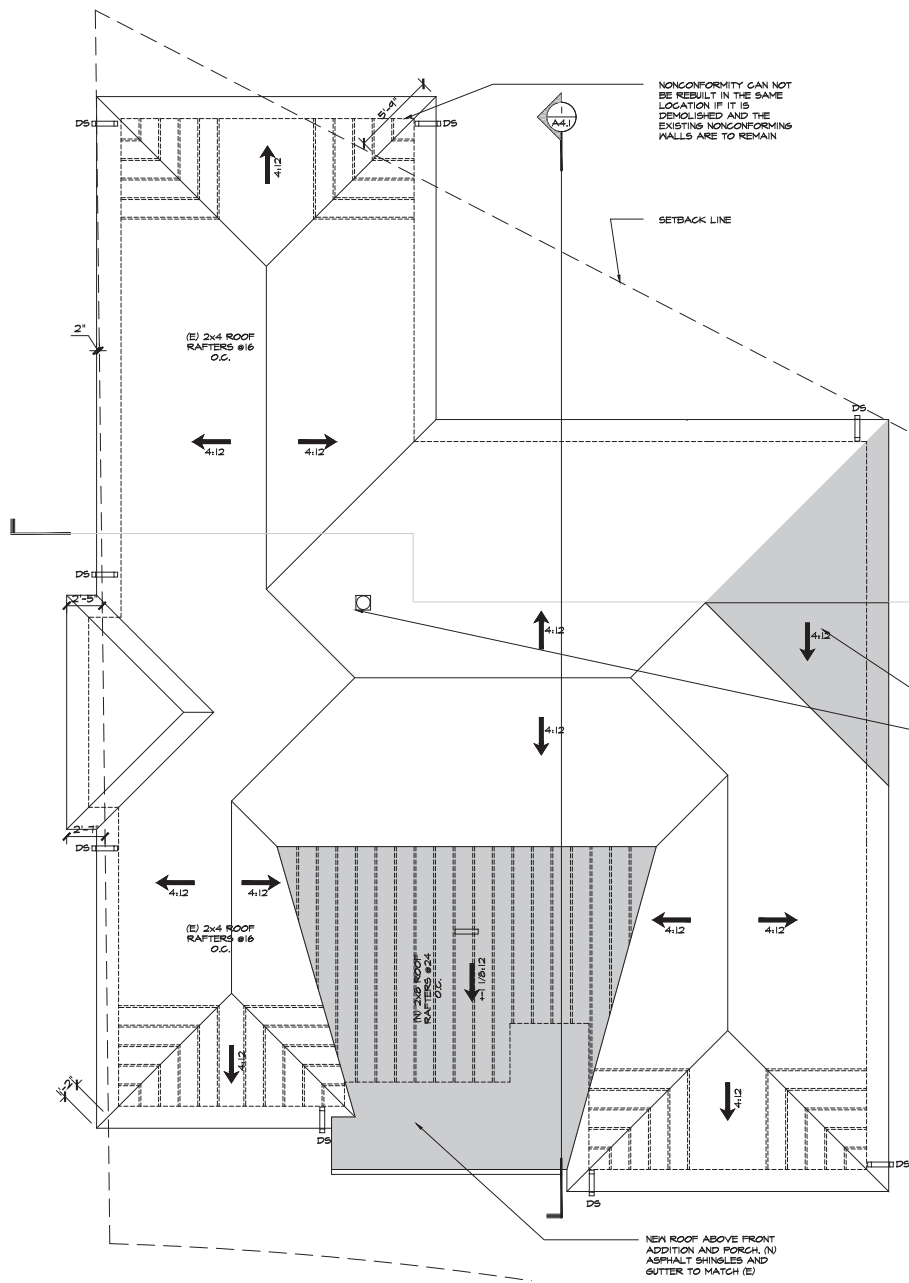 NONCONFORMITY CAN NOT
BE REBUILT IN THE SAME
LOCATION IF IT IS
DEMOLISHED AND THE
EXISTING NONCONFORMING
WALLS ARE TO REMAIN
5'-9"
1
A4.1
DS
DS
4:12
SETBACK LINE
2"
(E) 2x4 ROOF
RAFTERS @16
O.C.
DS
4:12
4:12
DS
2'-5"
4:12
4:12
4:12
2'-7"
DS
4:12
4:12
4:12
4:12
(E) 2x4 ROOF
RAFTERS @16
O.C.
(N) 2x8 ROOF
RAFTERS @24
O.C.
+-1 1/8:12
4:12
1'-2"
4:12
DS
DS
DS
NEW ROOF ABOVE FRONT
ADDITION AND PORCH. (N)
ASPHALT SHINGLES AND
GUTTER TO MATCH (E)